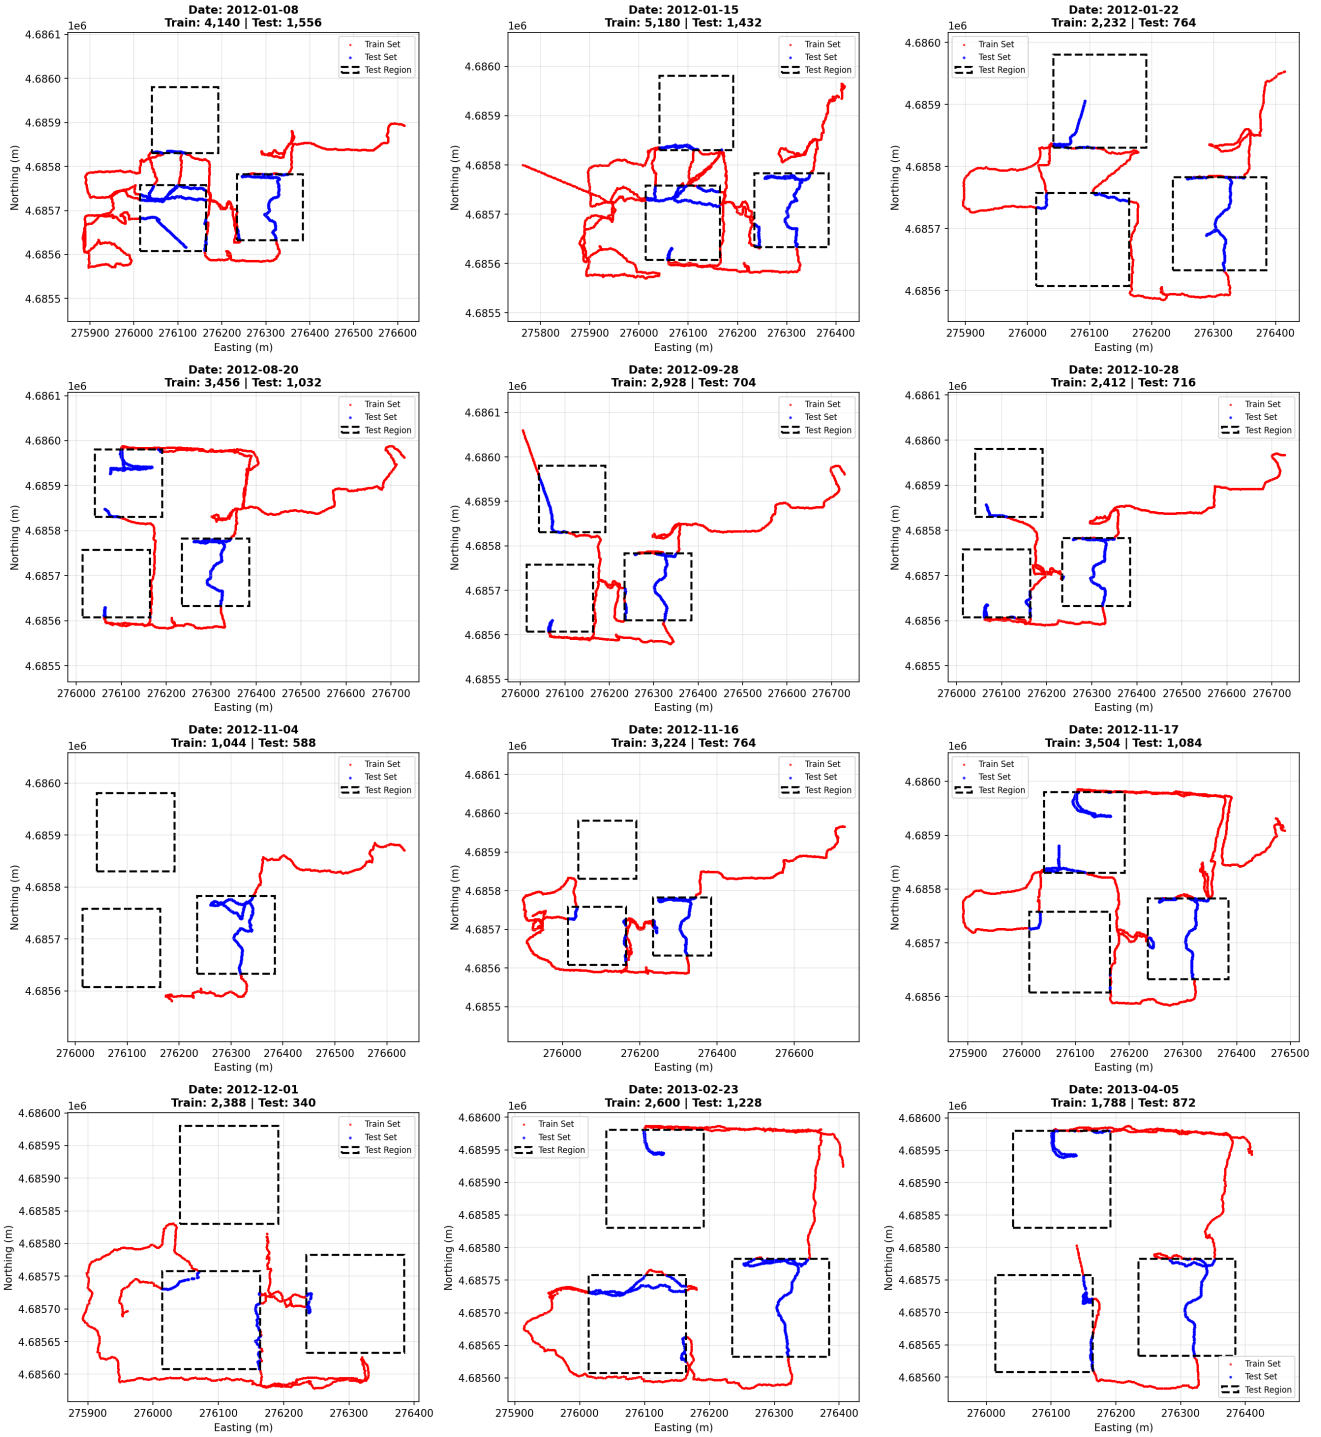 Date: 2012-01-08
Train: 4,140 | Test: 1,556
1e6
4.6861
4.6860
4.6859
4.6858
4.6857
4.6856
4.6855
Northing (m)
Train Set
Test Set
Test Region
275900 276000 276100 276200 276300 276400 276500 276600
Easting (m)
Date: 2012-01-15
Train: 5,180 | Test: 1,432
1e6
4.6860
4.6859
4.6858
4.6857
4.6856
4.6855
Northing (m)
Train Set
Test Set
Test Region
275800 275900 276000 276100 276200 276300 276400
Easting (m)
Date: 2012-01-22
Train: 2,232 | Test: 764
1e6
4.6860
4.6859
4.6858
4.6857
4.6856
Northing (m)
Train Set
Test Set
Test Region
275900 276000 276100 276200 276300 276400
Easting (m)
Date: 2012-08-20
Train: 3,456 | Test: 1,032
1e6
4.6861
4.6860
4.6859
4.6858
4.6857
4.6856
4.6855
Northing (m)
Train Set
Test Set
Test Region
276000 276100 276200 276300 276400 276500 276600 276700
Easting (m)
Date: 2012-09-28
Train: 2,928 | Test: 704
1e6
4.6861
4.6860
4.6859
4.6858
4.6857
4.6856
4.6855
Northing (m)
Train Set
Test Set
Test Region
276000 276100 276200 276300 276400 276500 276600 276700
Easting (m)
Date: 2012-10-28
Train: 2,412 | Test: 716
1e6
4.6861
4.6860
4.6859
4.6858
4.6857
4.6856
4.6855
Northing (m)
Train Set
Test Set
Test Region
276000 276100 276200 276300 276400 276500 276600 276700
Easting (m)
Date: 2012-11-04
Train: 1,044 | Test: 588
1e6
4.6860
4.6859
4.6858
4.6857
4.6856
Northing (m)
Train Set
Test Set
Test Region
276000 276100 276200 276300 276400 276500 276600
Easting (m)
Date: 2012-11-16
Train: 3,224 | Test: 764
1e6
4.6861
4.6860
4.6859
4.6858
4.6857
4.6856
4.6855
Northing (m)
Train Set
Test Set
Test Region
276000 276200 276400 276600
Easting (m)
Date: 2012-11-17
Train: 3,504 | Test: 1,084
1e6
4.6860
4.6859
4.6858
4.6857
4.6856
Northing (m)
Train Set
Test Set
Test Region
275900 276000 276100 276200 276300 276400 276500
Easting (m)
Date: 2012-12-01
Train: 2,388 | Test: 340
1e6
4.68600
4.68595
4.68590
4.68585
4.68580
4.68575
4.68570
4.68565
4.68560
Northing (m)
Train Set
Test Set
Test Region
275900 276000 276100 276200 276300 276400
Easting (m)
Date: 2013-02-23
Train: 2,600 | Test: 1,228
1e6
4.68600
4.68595
4.68590
4.68585
4.68580
4.68575
4.68570
4.68565
4.68560
Northing (m)
Train Set
Test Set
Test Region
275900 276000 276100 276200 276300 276400
Easting (m)
Date: 2013-04-05
Train: 1,788 | Test: 872
1e6
4.68600
4.68595
4.68590
4.68585
4.68580
4.68575
4.68570
4.68565
4.68560
Northing (m)
Train Set
Test Set
Test Region
276000 276100 276200 276300 276400
Easting (m)